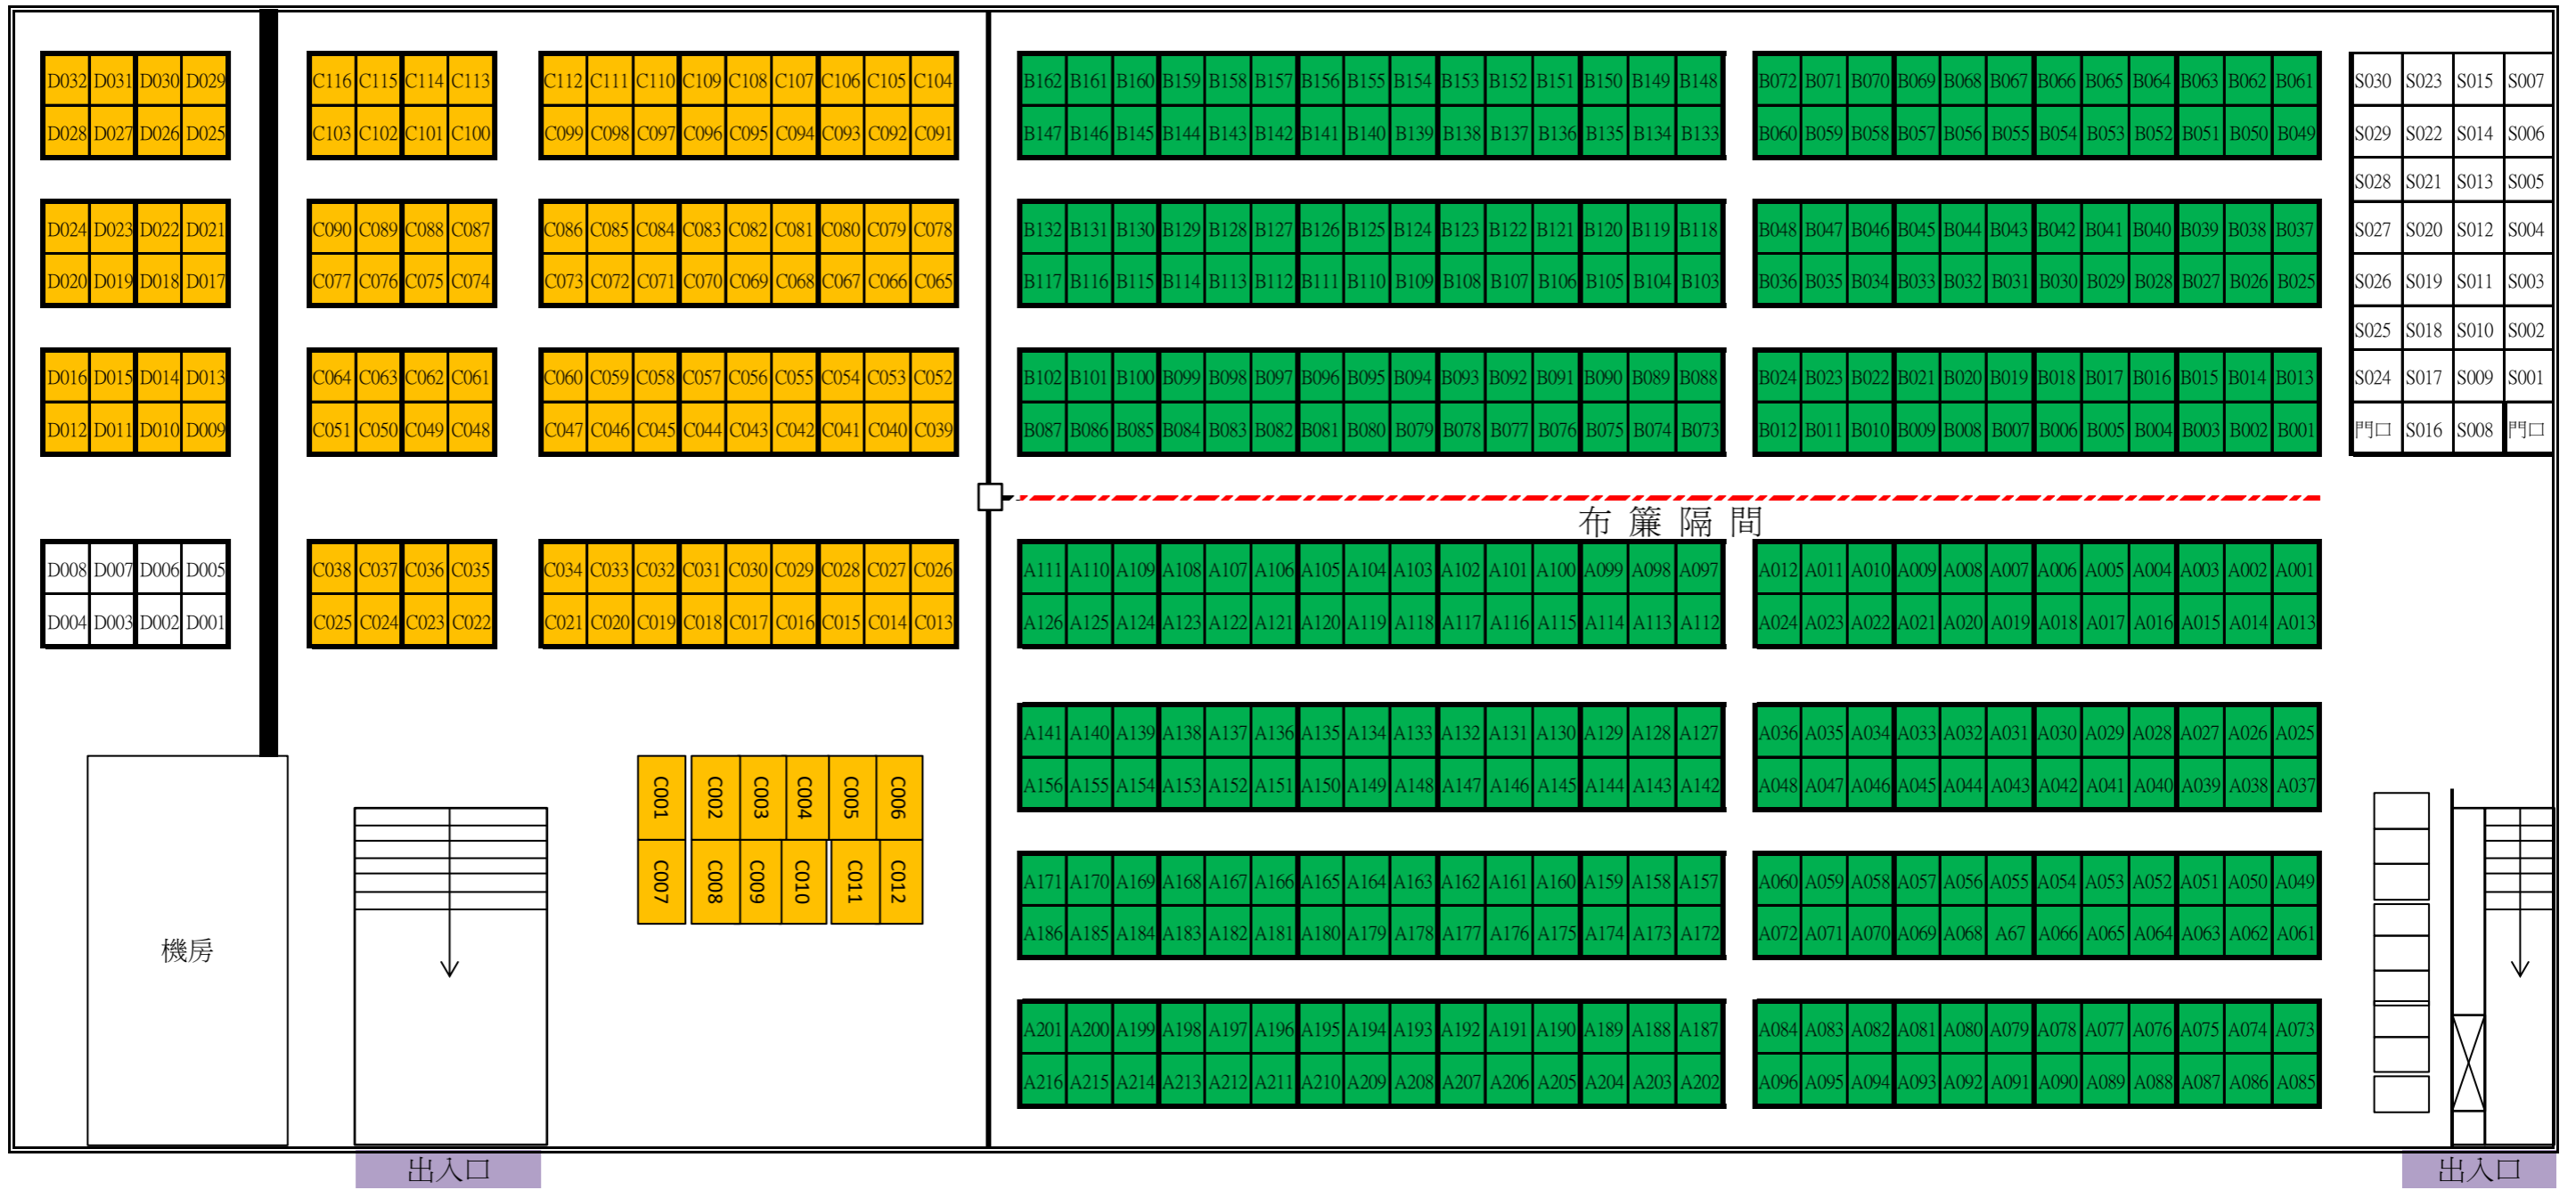 D032 D031 D030 D029 C116 C115 C114 C113 C112 C111 C110 C109 C108 C107 C106 C105 C104 B162 B161 B160 B159 B158 B157 B156 B155 B154 B153 B152 B151 B150 B149 B148 B072 B071 B070 B069 B068 B067 B066 B065 B064 B063 B062 B061 S030 S023 S015 S007
D028 D027 D026 D025 C103 C102 C101 C100 C099 C098 C097 C096 C095 C094 C093 C092 C091 B147 B146 B145 B144 B143 B142 B141 B140 B139 B138 B137 B136 B135 B134 B133 B060 B059 B058 B057 B056 B055 B054 B053 B052 B051 B050 B049 S029 S022 S014 S006
S028 S021 S013 S005
D024 D023 D022 D021 C090 C089 C088 C087 C086 C085 C084 C083 C082 C081 C080 C079 C078 B132 B131 B130 B129 B128 B127 B126 B125 B124 B123 B122 B121 B120 B119 B118 B048 B047 B046 B045 B044 B043 B042 B041 B040 B039 B038 B037 S027 S020 S012 S004
D020 D019 D018 D017 C077 C076 C075 C074 C073 C072 C071 C070 C069 C068 C067 C066 C065 B117 B116 B115 B114 B113 B112 B111 B110 B109 B108 B107 B106 B105 B104 B103 B036 B035 B034 B033 B032 B031 B030 B029 B028 B027 B026 B025 S026 S019 S011 S003
S025 S018 S010 S002
D016 D015 D014 D013 C064 C063 C062 C061 C060 C059 C058 C057 C056 C055 C054 C053 C052 B102 B101 B100 B099 B098 B097 B096 B095 B094 B093 B092 B091 B090 B089 B088 B024 B023 B022 B021 B020 B019 B018 B017 B016 B015 B014 B013 S024 S017 S009 S001
D012 D011 D010 D009 C051 C050 C049 C048 C047 C046 C045 C044 C043 C042 C041 C040 C039 B087 B086 B085 B084 B083 B082 B081 B080 B079 B078 B077 B076 B075 B074 B073 B012 B011 B010 B009 B008 B007 B006 B005 B004 B003 B002 B001 門口 S016 S008 門口
布簾隔間
D008 D007 D006 D005 C038 C037 C036 C035 C034 C033 C032 C031 C030 C029 C028 C027 C026 A111 A110 A109 A108 A107 A106 A105 A104 A103 A102 A101 A100 A099 A098 A097 A012 A011 A010 A009 A008 A007 A006 A005 A004 A003 A002 A001
D004 D003 D002 D001 C025 C024 C023 C022 C021 C020 C019 C018 C017 C016 C015 C014 C013 A126 A125 A124 A123 A122 A121 A120 A119 A118 A117 A116 A115 A114 A113 A112 A024 A023 A022 A021 A020 A019 A018 A017 A016 A015 A014 A013
A141 A140 A139 A138 A137 A136 A135 A134 A133 A132 A131 A130 A129 A128 A127 A036 A035 A034 A033 A032 A031 A030 A029 A028 A027 A026 A025
C001 C002 C003 C004 C005 C006 A156 A155 A154 A153 A152 A151 A150 A149 A148 A147 A146 A145 A144 A143 A142 A048 A047 A046 A045 A044 A043 A042 A041 A040 A039 A038 A037
C007 C008 C009 C010 C011 C012 A171 A170 A169 A168 A167 A166 A165 A164 A163 A162 A161 A160 A159 A158 A157 A060 A059 A058 A057 A056 A055 A054 A053 A052 A051 A050 A049
機房 A186 A185 A184 A183 A182 A181 A180 A179 A178 A177 A176 A175 A174 A173 A172 A072 A071 A070 A069 A068 A67 A066 A065 A064 A063 A062 A061
A201 A200 A199 A198 A197 A196 A195 A194 A193 A192 A191 A190 A189 A188 A187 A084 A083 A082 A081 A080 A079 A078 A077 A076 A075 A074 A073
A216 A215 A214 A213 A212 A211 A210 A209 A208 A207 A206 A205 A204 A203 A202 A096 A095 A094 A093 A092 A091 A090 A089 A088 A087 A086 A085
出入口 出入口